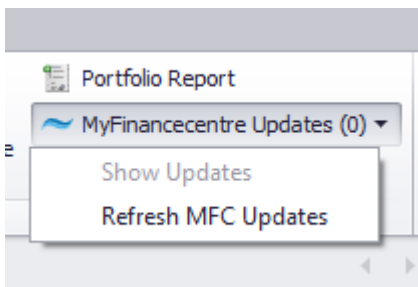 Portfolio Report
MyFinancecentre Updates (0)
e
Show Updates
Refresh MFC Updates